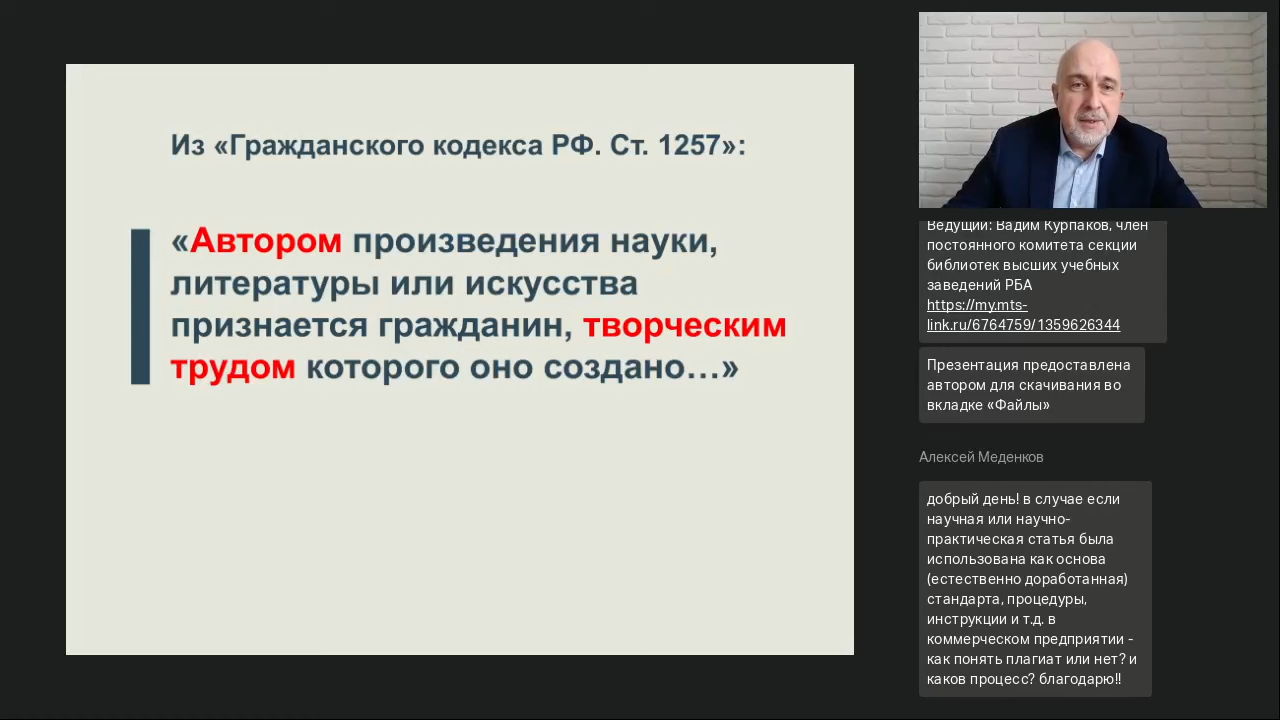 Из «Гражданского кодекса РФ. Ст. 1257»:
«Автором произведения науки,
литературы или искусства
признается гражданин, творческим
трудом которого оно создано...»
Ведущий: Вадим Курпаков, член
постоянного комитета секции
библиотек высших учебных
заведений РБА
https://my.mts-
link.ru/6764759/1359626344
Презентация предоставлена
автором для скачивания во
вкладке «Файлы»
Алексей Меденков
добрый день! в случае если
научная или научно-
практическая статья была
использована как основа
(естественно доработанная)
стандарта, процедуры,
инструкции и т.д. в
коммерческом предприятии -
как понять плагиат или нет? и
каков процесс? благодарю!!